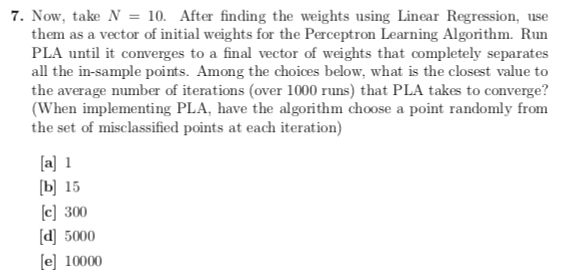 7. Now, take N = 10. After finding the weights using Linear Regression, use
them as a vector of initial weights for the Perceptron Learning Algorithm. Run
PLA until it converges to a final vector of weights that completely separates
all the in-sample points. Among the choices below, what is the closest value to
the average number of iterations (over 1000 runs) that PLA takes to converge?
(When implementing PLA, have the algorithm choose a point randomly from
the set of misclassified points at each iteration)
[a] 1
[b] 15
[c] 300
[d] 5000
[e] 10000